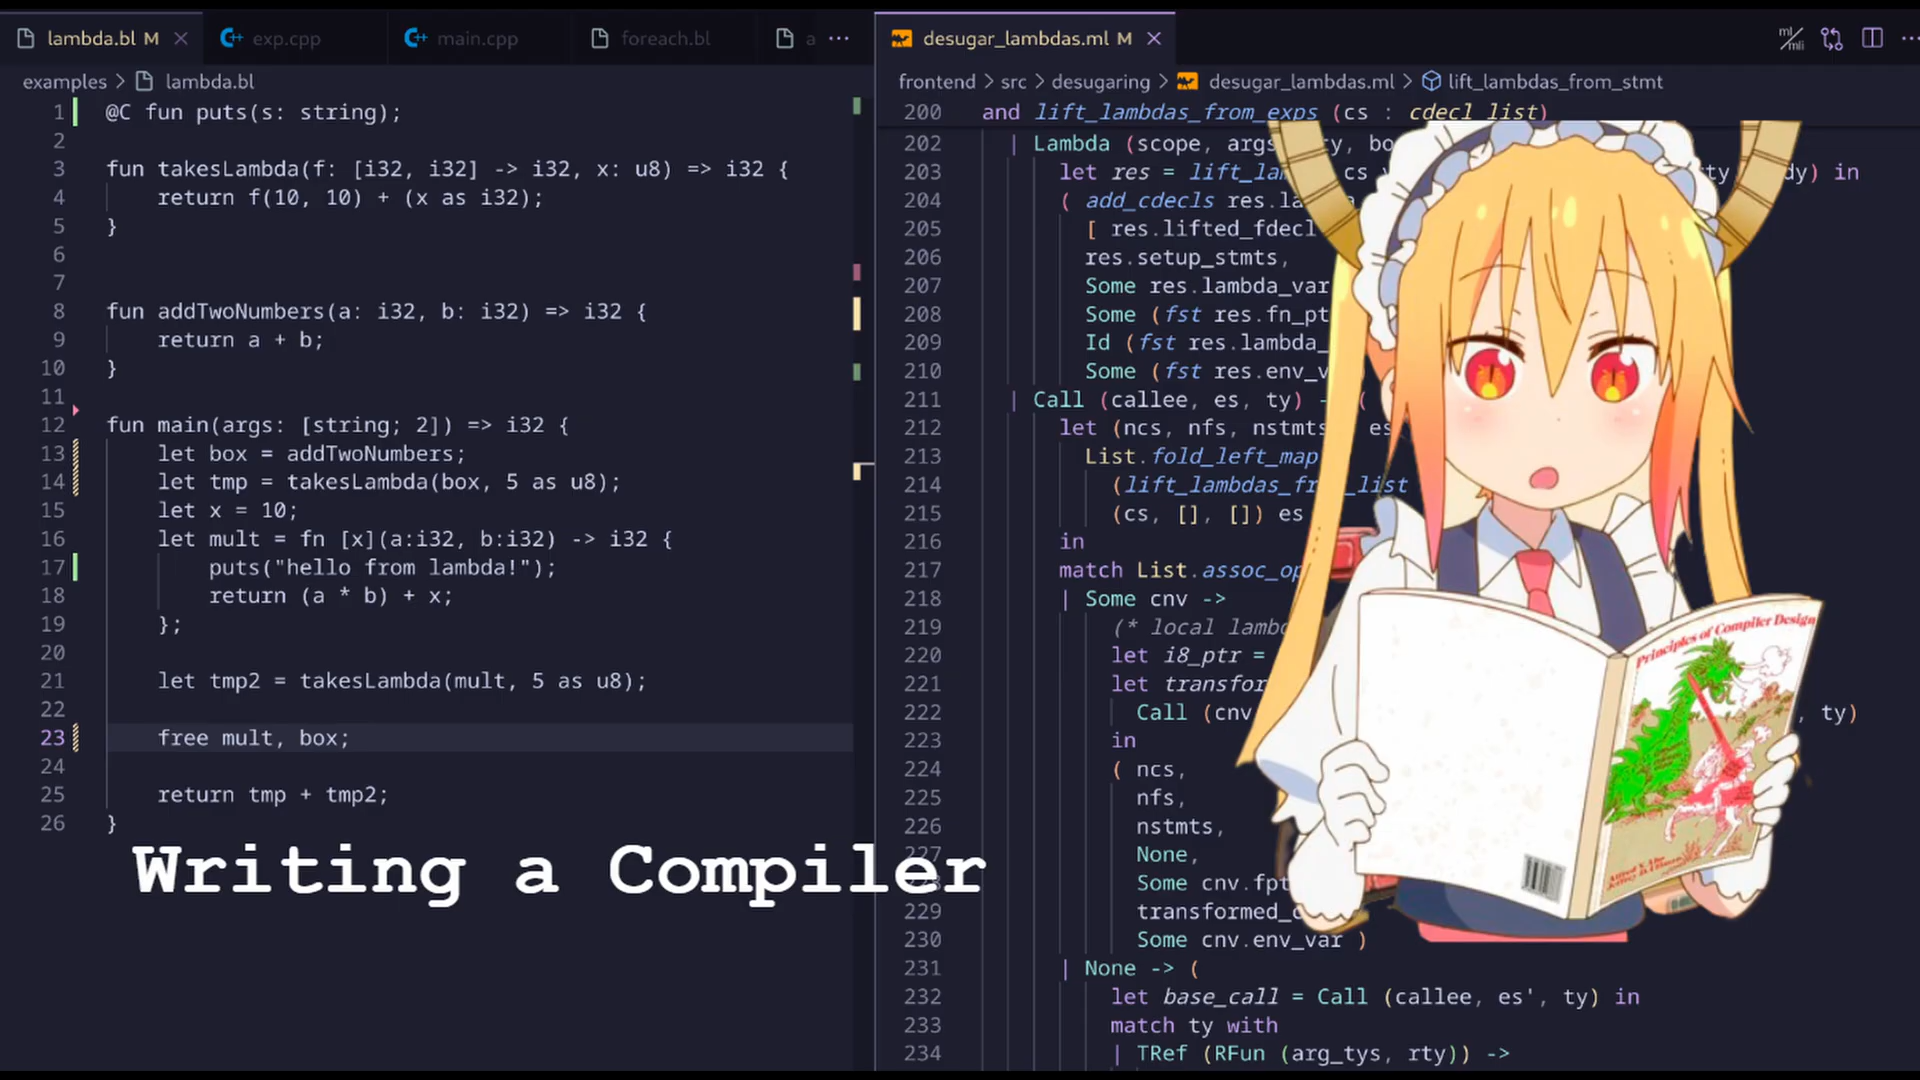 lambda.bl M
exp.cpp
main.cpp
foreach.bl
a
examples > lambda.bl
1 @C fun puts(s: string);
2
3 fun takesLambda(f: [i32, i32] -> i32, x: u8) => i32 {
4 return f(10, 10) + (x as i32);
5 }
6
7
8 fun addTwoNumbers(a: i32, b: i32) => i32 {
9 return a + b;
10 }
11
12 fun main(args: [string; 2]) => i32 {
13 let box = addTwoNumbers;
14 let tmp = takesLambda(box, 5 as u8);
15 let x = 10;
16 let mult = fn [x](a:i32, b:i32) -> i32 {
17 puts("hello from lambda!");
18 return (a * b) + x;
19 };
20
21 let tmp2 = takesLambda(mult, 5 as u8);
22
23 free mult, box;
24
25 return tmp + tmp2;
26 }
Writing a Compiler
desugar_lambdas.ml M
ml/mli
frontend > src > desugaring > desugar_lambdas.ml > lift_lambdas_from_stmt
200 and lift_lambdas_from_exps (cs : cdecl list)
202 | Lambda (scope, args
203 let res = lift_la cs ty dy) in
204 ( add_cdecls res.la
205 [ res.lifted_fdecl
206 res.setup_stmts,
207 Some res.lambda_var
208 Some (fst res.fn_pt
209 Id (fst res.lambda_
210 Some (fst res.env_v
211 | Call (callee, es, ty) - (
212 let (ncs, nfs, nstmts es
213 List.fold_left_map
214 (lift_lambdas_fr _list
215 (cs, [], []) es
216 in
217 match List.assoc_op
218 | Some cnv ->
219 (* local lambd
220 let i8_ptr =
221 let transfor
222 Call (cnv , ty)
223 in
224 ( ncs,
225 nfs,
226 nstmts,
227 None,
Some cnv.fpt
229 transformed_
230 Some cnv.env_var )
231 | None -> (
232 let base_call = Call (callee, es', ty) in
233 match ty with
234 | TRef (RFun (arg_tys, rty)) ->
Principles of Compiler Design